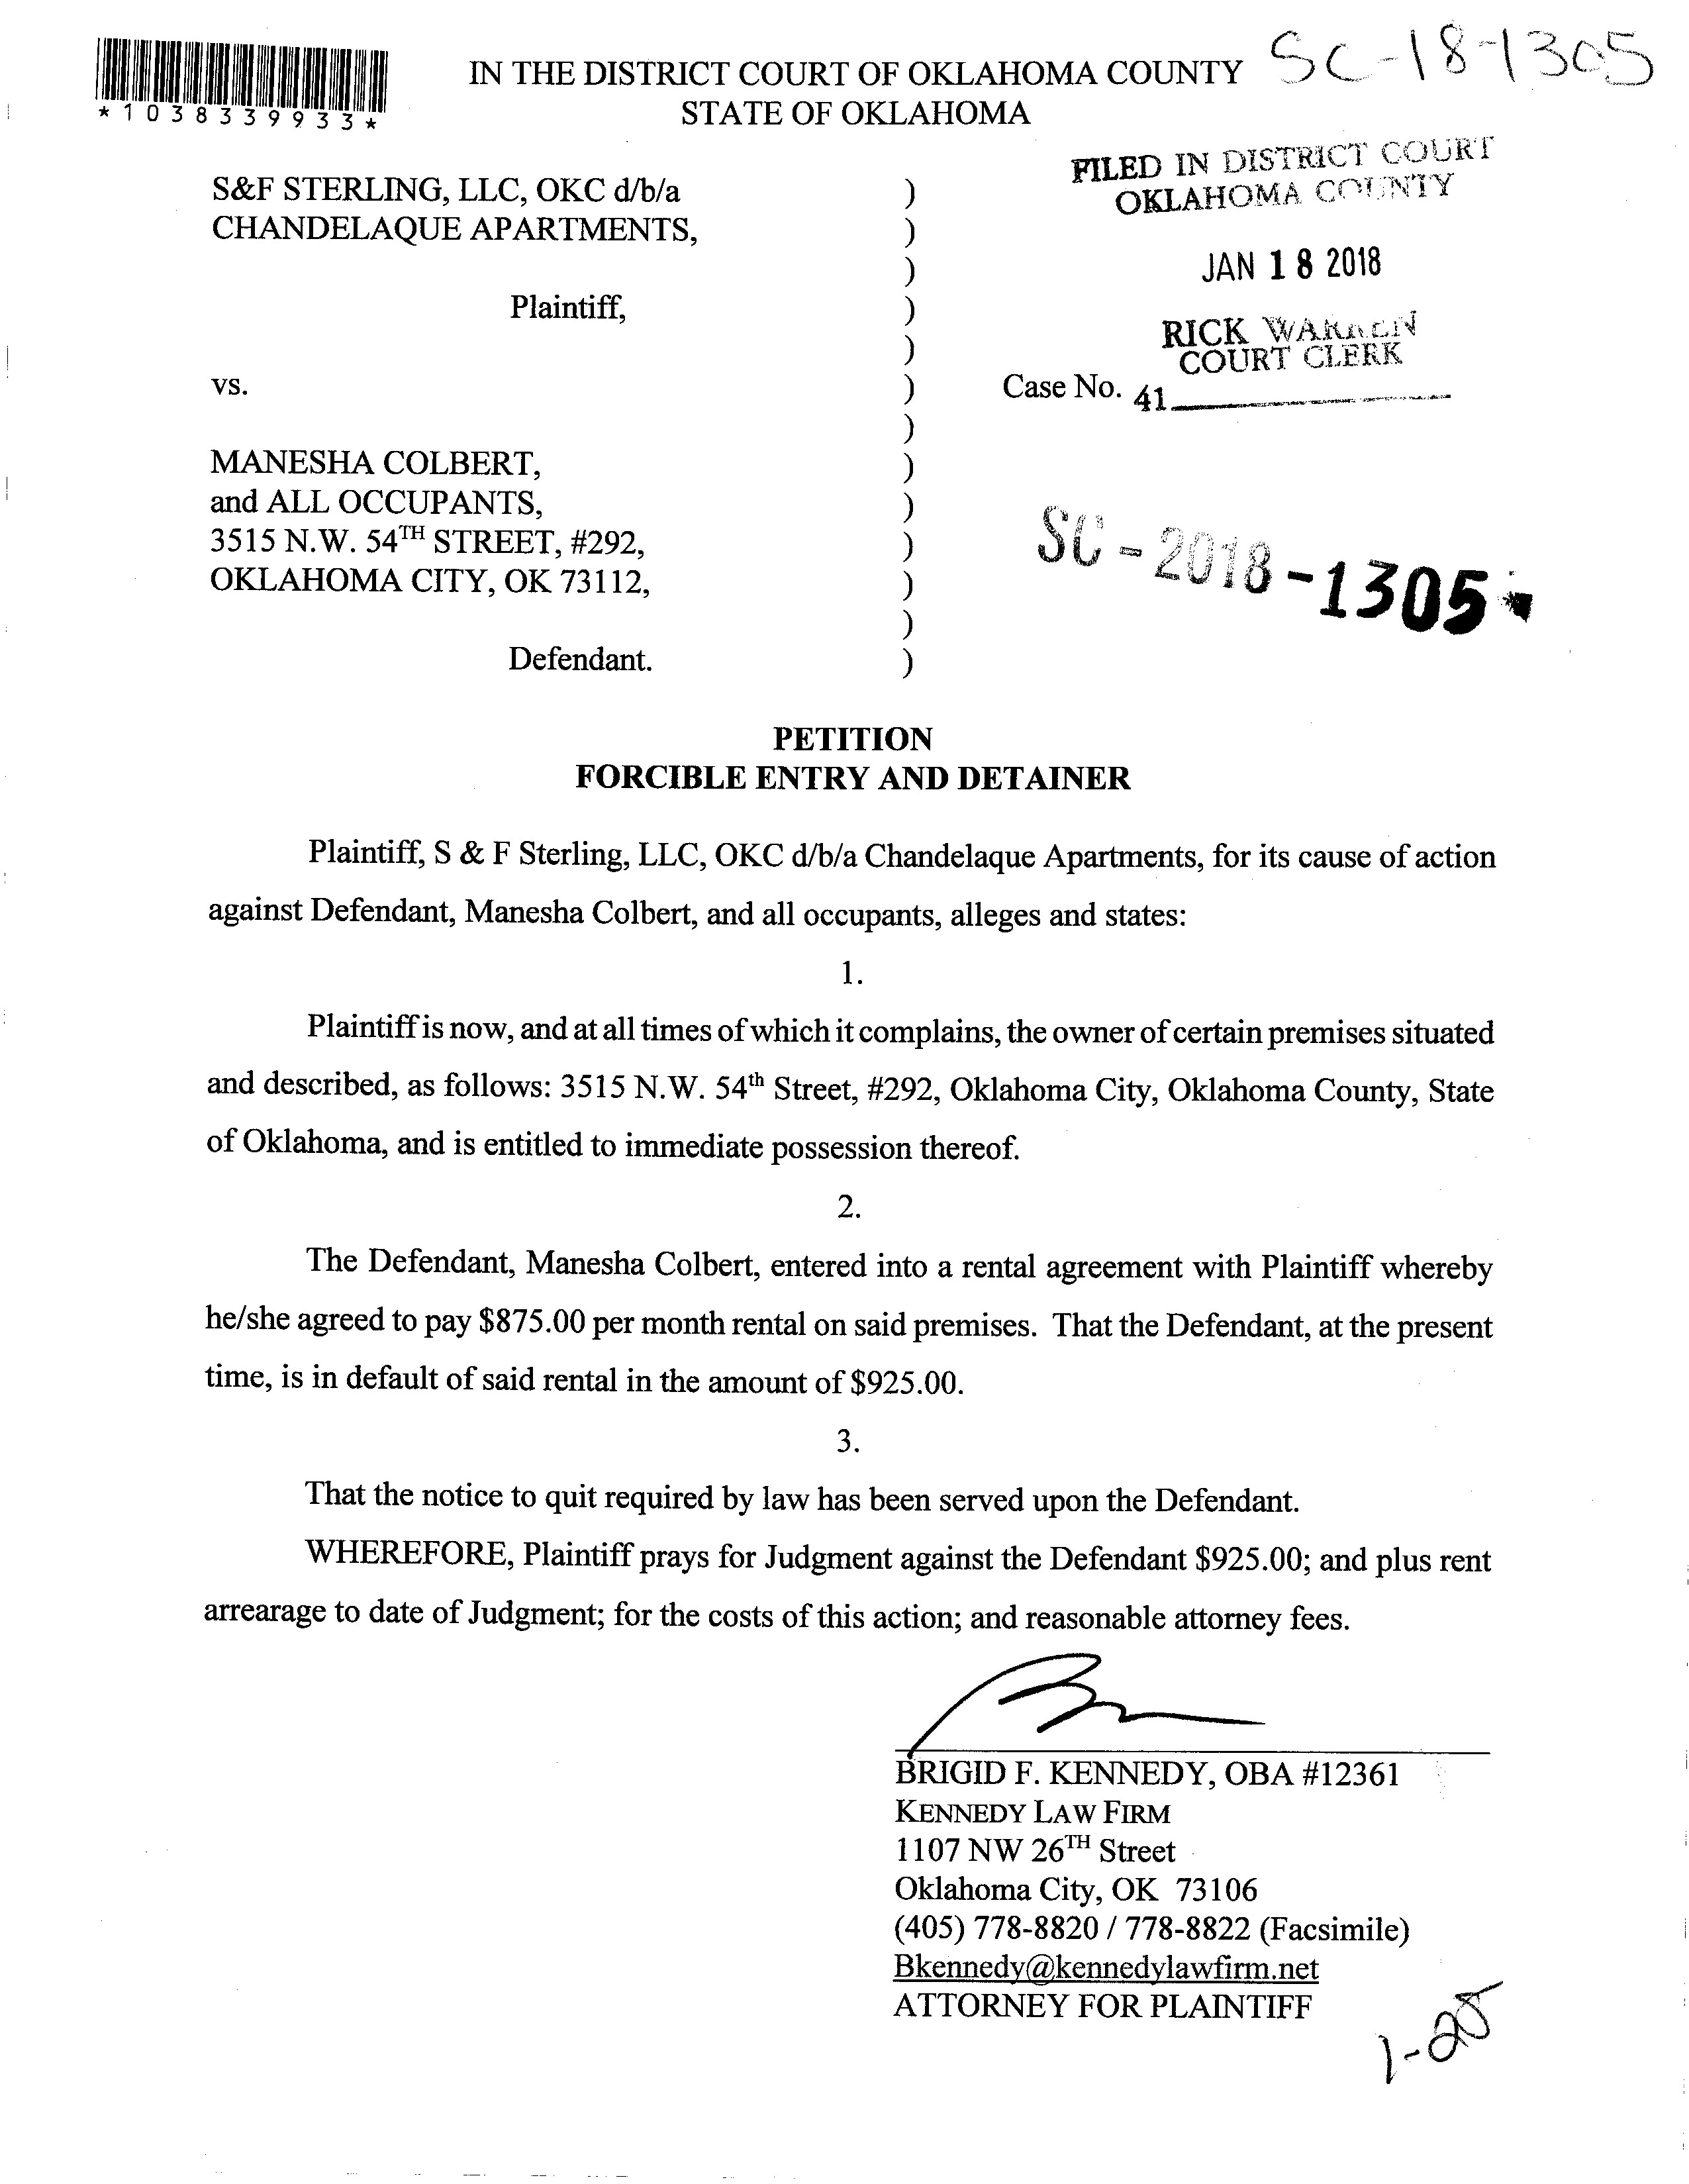 IN THE DISTRICT COURT OF OKLAHOMA COUNTY SC-18-1305
STATE OF OKLAHOMA
*1038339933*
FILED IN DISTRICT COURT
OKLAHOMA COUNTY
S&F STERLING, LLC, OKC d/b/a )
CHANDELAQUE APARTMENTS, )
)
JAN 18 2018
Plaintiff, )
RICK WARREN
COURT CLERK
)
vs. ) Case No. 41
)
MANESHA COLBERT, )
and ALL OCCUPANTS, )
3515 N.W. 54TH STREET, #292, )
OKLAHOMA CITY, OK 73112, )
SC-2018-1305
)
Defendant. )
PETITION
FORCIBLE ENTRY AND DETAINER
Plaintiff, S & F Sterling, LLC, OKC d/b/a Chandelaque Apartments, for its cause of action
against Defendant, Manesha Colbert, and all occupants, alleges and states:
1.
Plaintiff is now, and at all times of which it complains, the owner of certain premises situated
and described, as follows: 3515 N.W. 54th Street, #292, Oklahoma City, Oklahoma County, State
of Oklahoma, and is entitled to immediate possession thereof.
2.
The Defendant, Manesha Colbert, entered into a rental agreement with Plaintiff whereby
he/she agreed to pay $875.00 per month rental on said premises. That the Defendant, at the present
time, is in default of said rental in the amount of $925.00.
3.
That the notice to quit required by law has been served upon the Defendant.
WHEREFORE, Plaintiff prays for Judgment against the Defendant $925.00; and plus rent
arrearage to date of Judgment; for the costs of this action; and reasonable attorney fees.
BRIGID F. KENNEDY, OBA #12361
KENNEDY LAW FIRM
1107 NW 26TH Street
Oklahoma City, OK 73106
(405) 778-8820 / 778-8822 (Facsimile)
Bkennedy@kennedylawfirm.net
ATTORNEY FOR PLAINTIFF